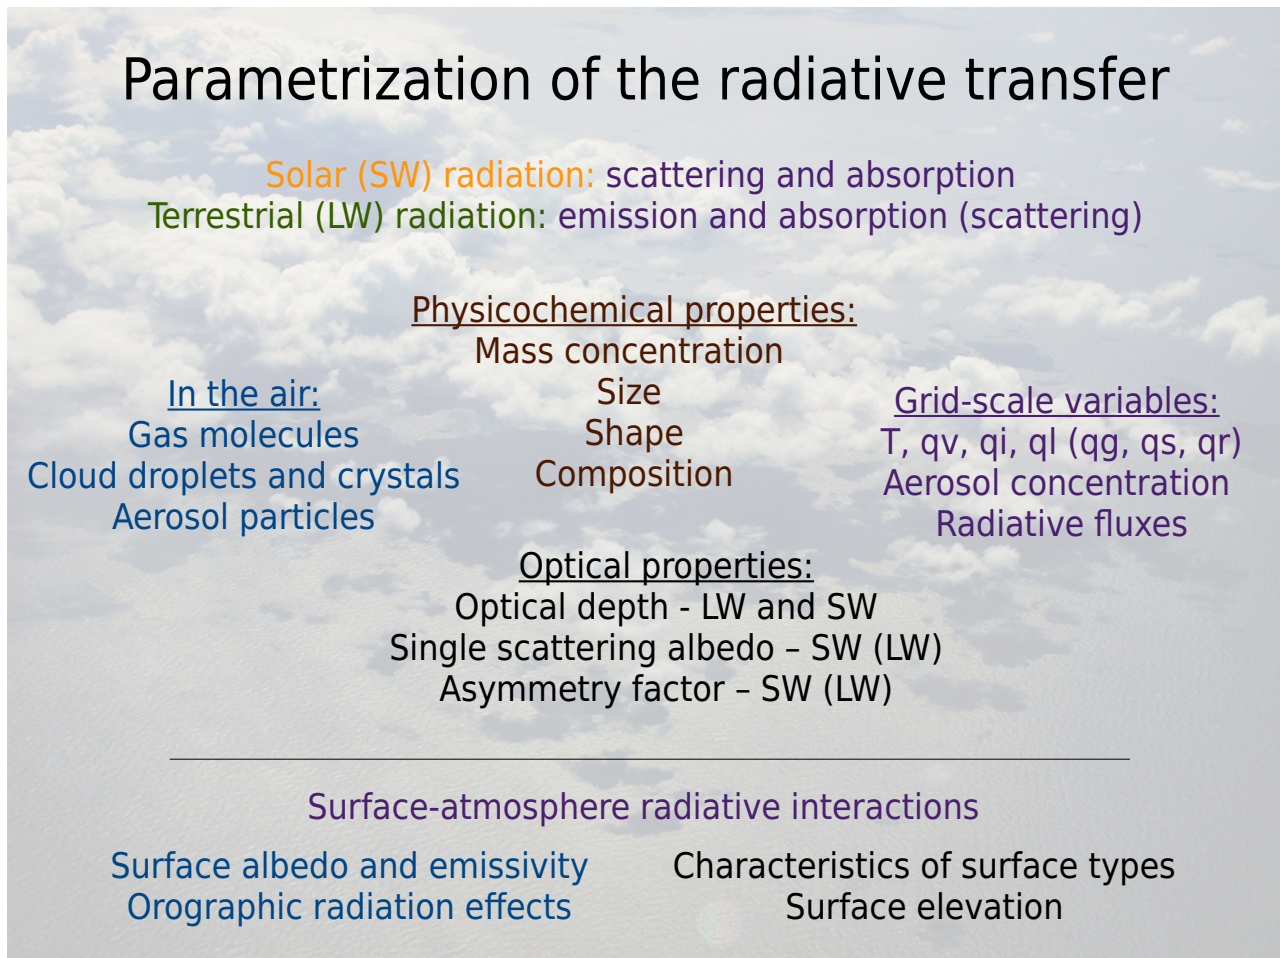 Parametrization of the radiative transfer
Solar (SW) radiation: scattering and absorption
Terrestrial (LW) radiation: emission and absorption (scattering)
Physicochemical properties:
Mass concentration
Size
Shape
Composition
In the air:
Gas molecules
Cloud droplets and crystals
Aerosol particles
Grid-scale variables:
T, qv, qi, ql (qg, qs, qr)
Aerosol concentration
Radiative fluxes
Optical properties:
Optical depth - LW and SW
Single scattering albedo – SW (LW)
Asymmetry factor – SW (LW)
Surface-atmosphere radiative interactions
Surface albedo and emissivity
Orographic radiation effects
Characteristics of surface types
Surface elevation